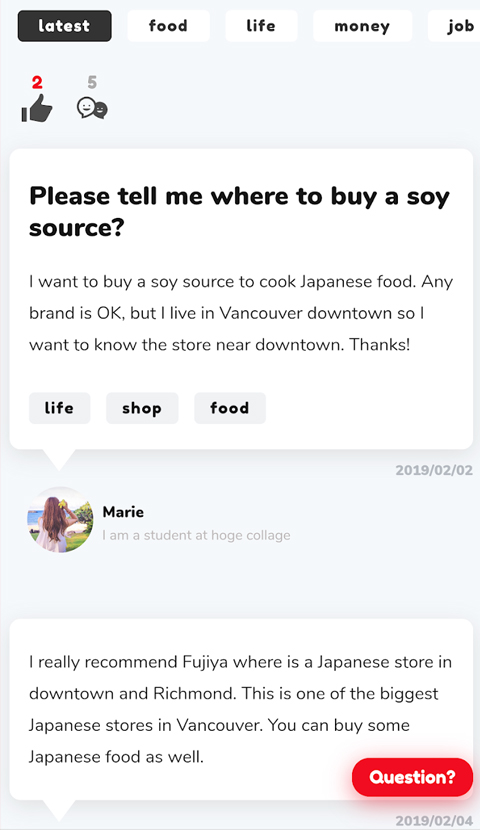 latest food life money job
2 5
Please tell me where to buy a soy
source?
I want to buy a soy source to cook Japanese food. Any
brand is OK, but I live in Vancouver downtown so I
want to know the store near downtown. Thanks!
life shop food
2019/02/02
Marie
I am a student at hoge collage
I really recommend Fujiya where is a Japanese store in
downtown and Richmond. This is one of the biggest
Japanese stores in Vancouver. You can buy some
Japanese food as well.
Question?
2019/02/04